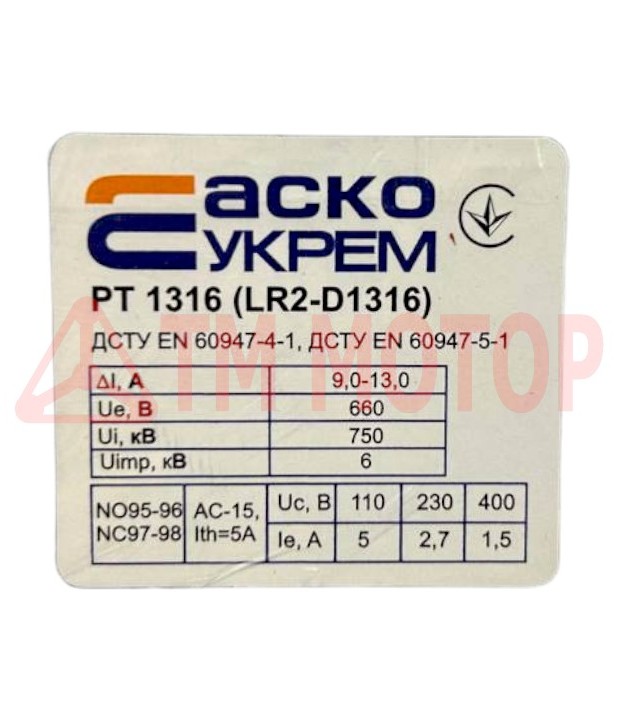 аско
УКРЕМ
РТ 1316 (LR2-D1316)
ДСТУ EN 60947-4-1, ДСТУ EN 60947-5-1
ТМ МОТОР
ΔI, А 9,0-13,0
Ue, В 660
Ui, кВ 750
Uimp, кВ 6
NO95-96 NC97-98 AC-15, Ith=5A Uc, В 110 230 400
Ie, А 5 2,7 1,5